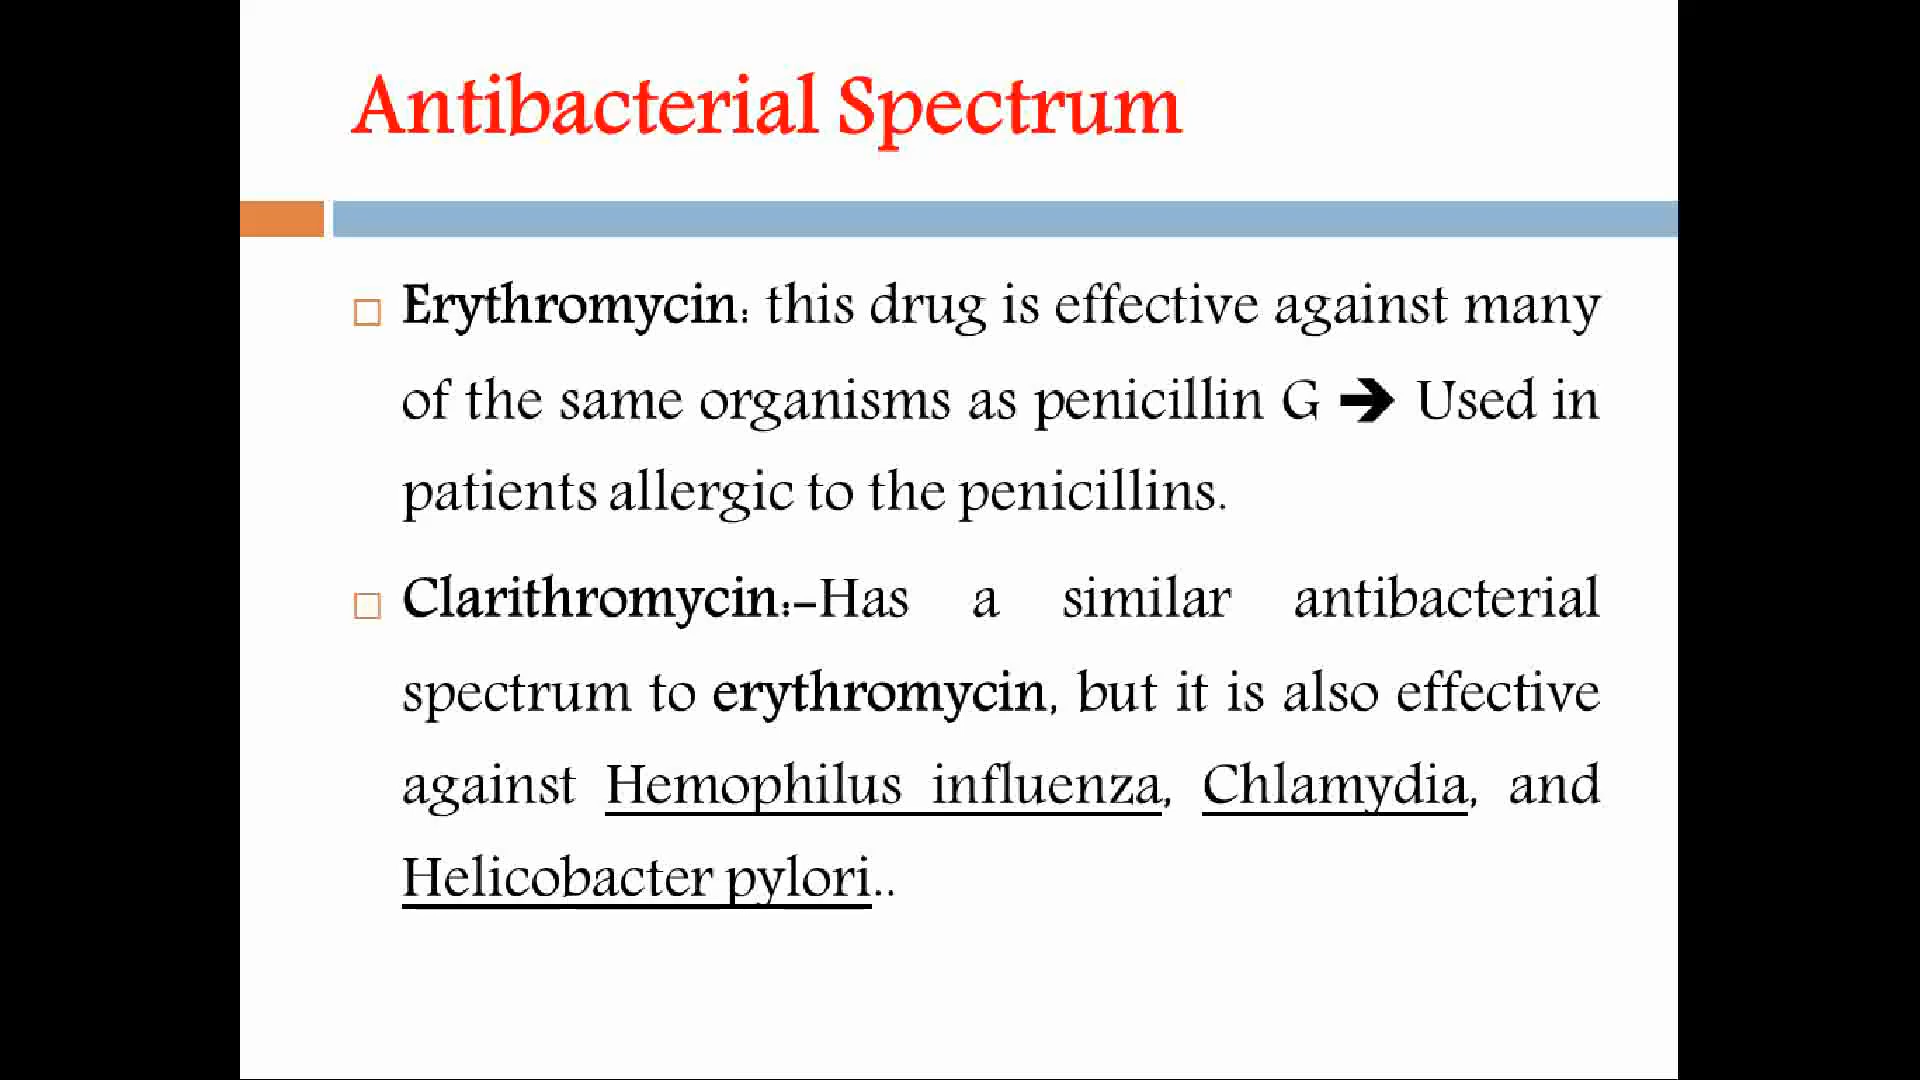 Antibacterial Spectrum
Erythromycin: this drug is effective against many
of the same organisms as penicillin G ➔ Used in
patients allergic to the penicillins.
Clarithromycin:-Has a similar antibacterial
spectrum to erythromycin, but it is also effective
against Hemophilus influenza, Chlamydia, and
Helicobacter pylori..